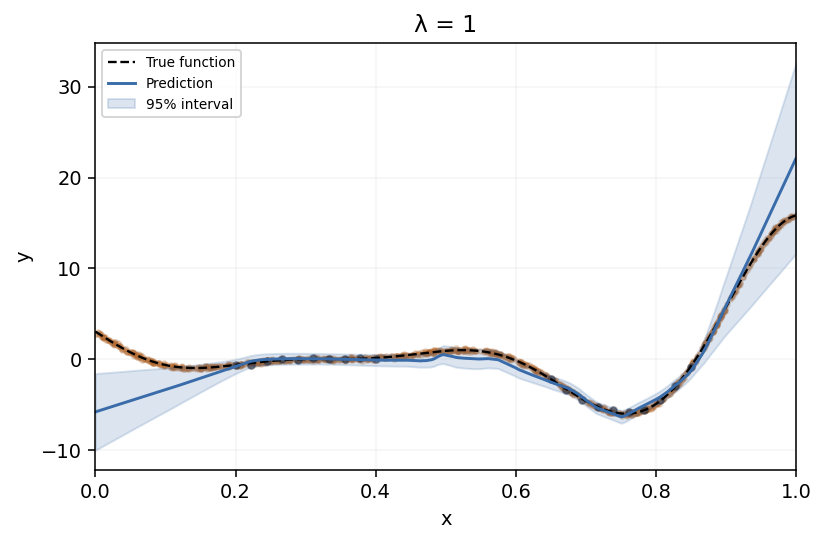 λ = 1
True function
Prediction
95% interval
30
20
10
0
−10
y
0.0 0.2 0.4 0.6 0.8 1.0
x